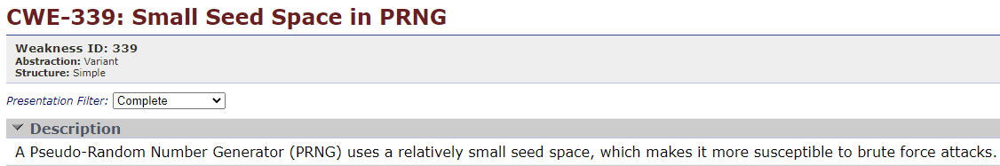 CWE-339: Small Seed Space in PRNG
Weakness ID: 339
Abstraction: Variant
Structure: Simple
Presentation Filter: Complete
Description
A Pseudo-Random Number Generator (PRNG) uses a relatively small seed space, which makes it more susceptible to brute force attacks.